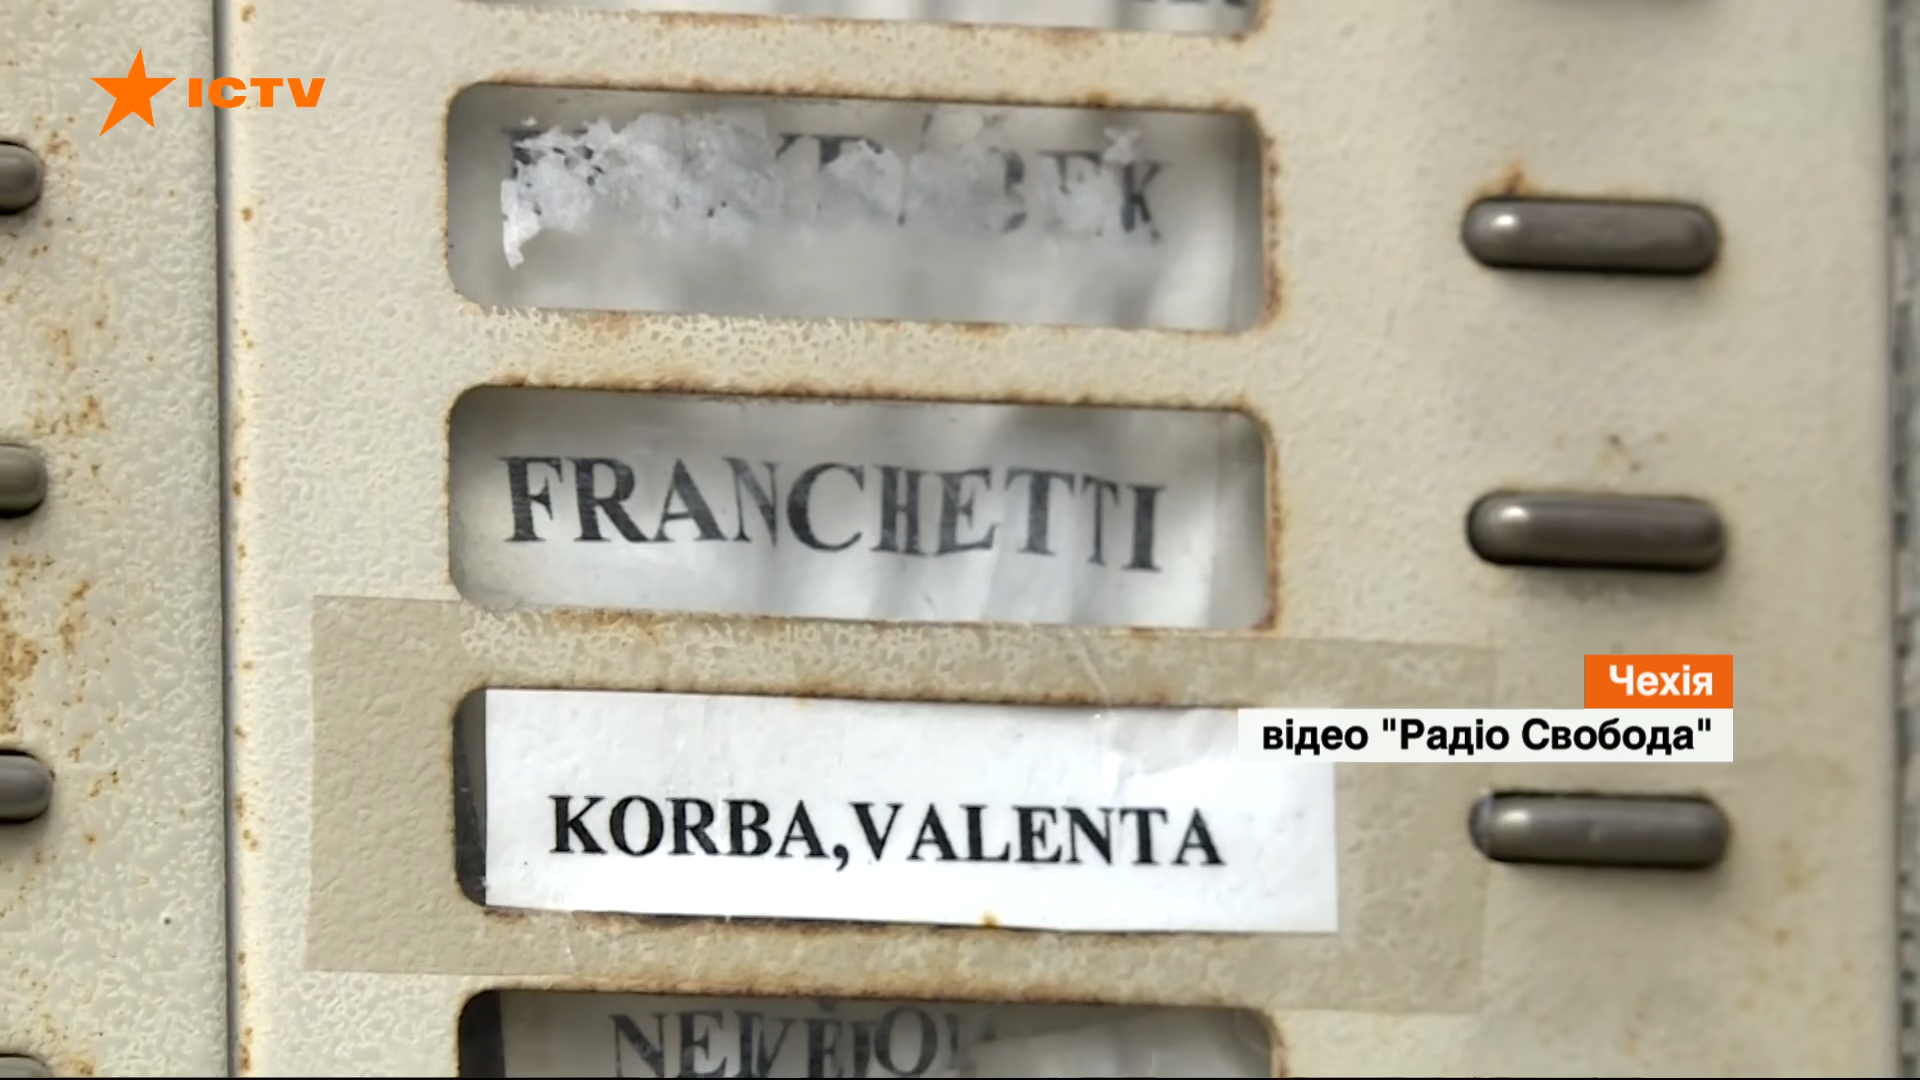 ICTV
FRANCHETTI
Чехія
відео "Радіо Свобода"
KORBA,VALENTA